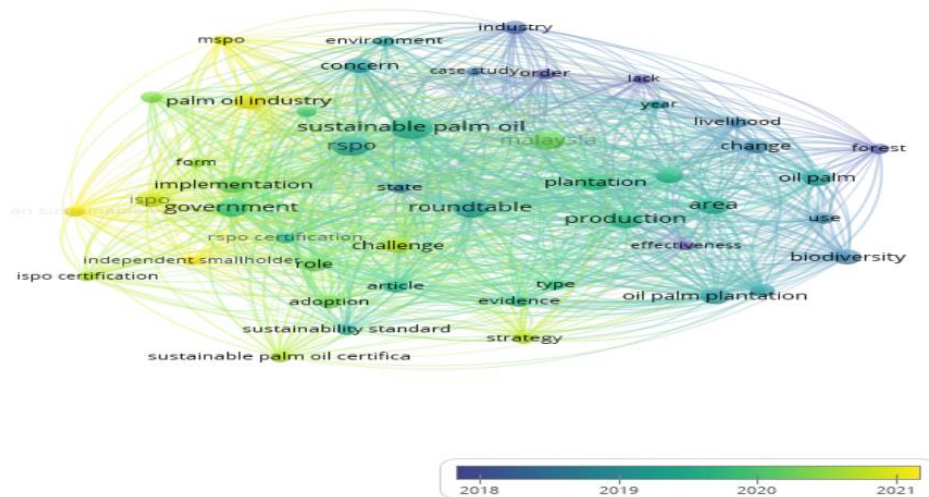 industry
mspo
environment
concern
case study
order
lack
palm oil industry
year
livelihood
sustainable palm oil
rspo
malaysia
change
forest
form
implementation
state
plantation
oil palm
ispo
government
roundtable
production
area
use
an sustainable
rspo certification
challenge
effectiveness
independent smallholder
role
biodiversity
ispo certification
article
type
adoption
evidence
oil palm plantation
sustainability standard
strategy
sustainable palm oil certifica
2018
2019
2020
2021